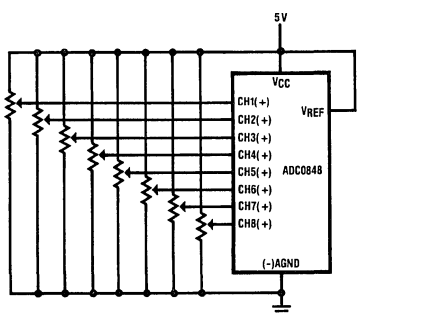 5V
VCC
CH1(+)
VREF
CH2(+)
CH3(+)
CH4(+)
CH5(+)
ADC0848
CH6(+)
CH7(+)
CH8(+)
(-)AGND